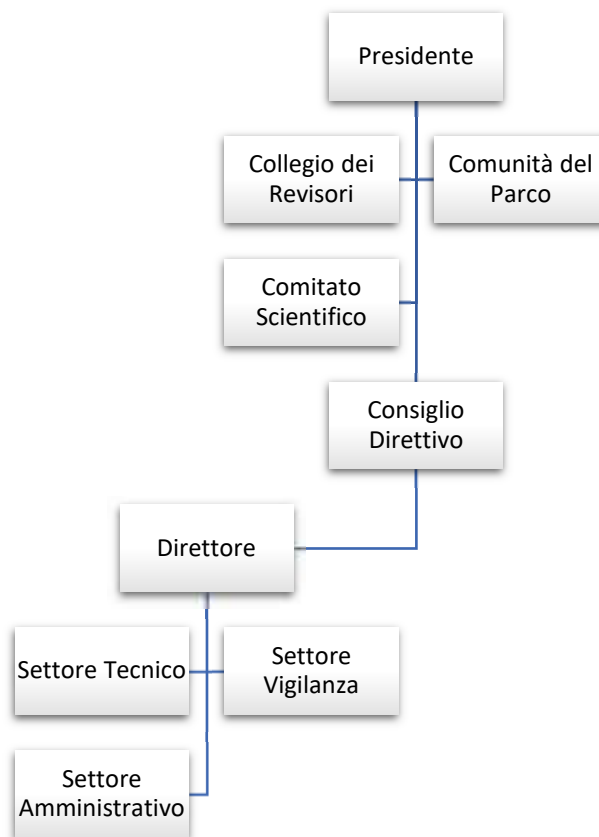 Presidente
Collegio dei
Revisori
Comunità del
Parco
Comitato
Scientifico
Consiglio
Direttivo
Direttore
Settore Tecnico
Settore
Vigilanza
Settore
Amministrativo